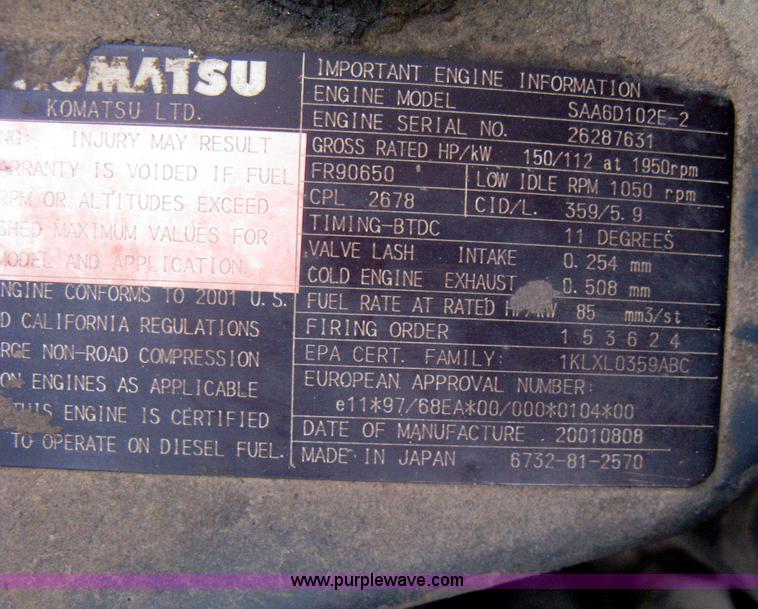 KOMATSU
KOMATSU LTD.
INJURY MAY RESULT
WARRANTY IS VOIDED IF FUEL
RPM OR ALTITUDES EXCEED
MAXIMUM VALUES FOR
MODEL AND APPLICATION.
ENGINE CONFORMS TO 2001 U.S.
CALIFORNIA REGULATIONS
NON-ROAD COMPRESSION
ENGINES AS APPLICABLE
THIS ENGINE IS CERTIFIED
TO OPERATE ON DIESEL FUEL.
IMPORTANT ENGINE INFORMATION
ENGINE MODEL SAA6D102E-2
ENGINE SERIAL NO. 26287631
GROSS RATED HP/kW 150/112 at 1950rpm
FR90650 LOW IDLE RPM 1050 rpm
CPL 2678 CID/L. 359/5.9
TIMING-BTDC 11 DEGREES
VALVE LASH INTAKE 0.254 mm
COLD ENGINE EXHAUST 0.508 mm
FUEL RATE AT RATED HP/kW 85 mm3/st
FIRING ORDER 1 5 3 6 2 4
EPA CERT. FAMILY: 1KLXL0359ABC
EUROPEAN APPROVAL NUMBER:
e11*97/68EA*00/000*0104*00
DATE OF MANUFACTURE 20010808
MADE IN JAPAN 6732-81-2570
www.purplewave.com